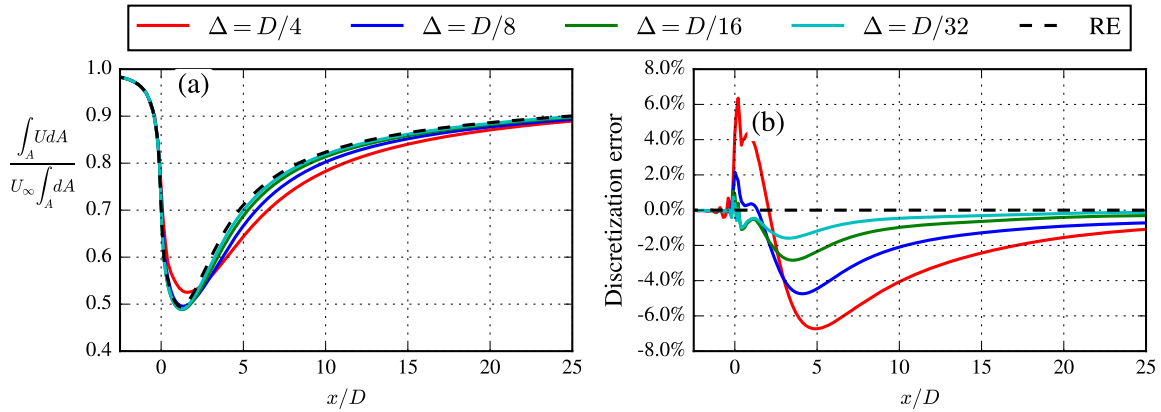 Δ = D/4 Δ = D/8 Δ = D/16 Δ = D/32 RE
(a)
1.0
0.9
0.8
0.7
0.6
0.5
0.4
∫_A UdA
U_∞ ∫_A dA
0 5 10 15 20 25
x/D
(b)
8.0%
6.0%
4.0%
2.0%
0.0%
-2.0%
-4.0%
-6.0%
-8.0%
Discretization error
0 5 10 15 20 25
x/D